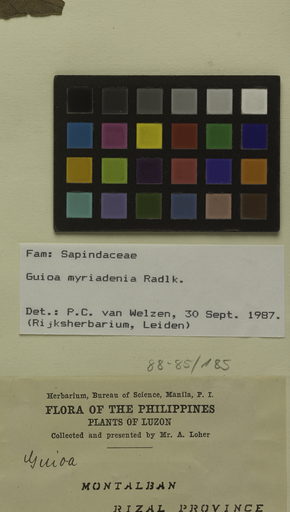 Fam: Sapindaceae
Guioa myriadenia Radlk.
Det.: P.C. van Welzen, 30 Sept. 1987.
(Rijksherbarium, Leiden)
88-85/185
Herbarium, Bureau of Science, Manila, P. I.
FLORA OF THE PHILIPPINES
PLANTS OF LUZON
Collected and presented by Mr. A. Loher
Guioa
MONTALBAN
RIZAL PROVINCE